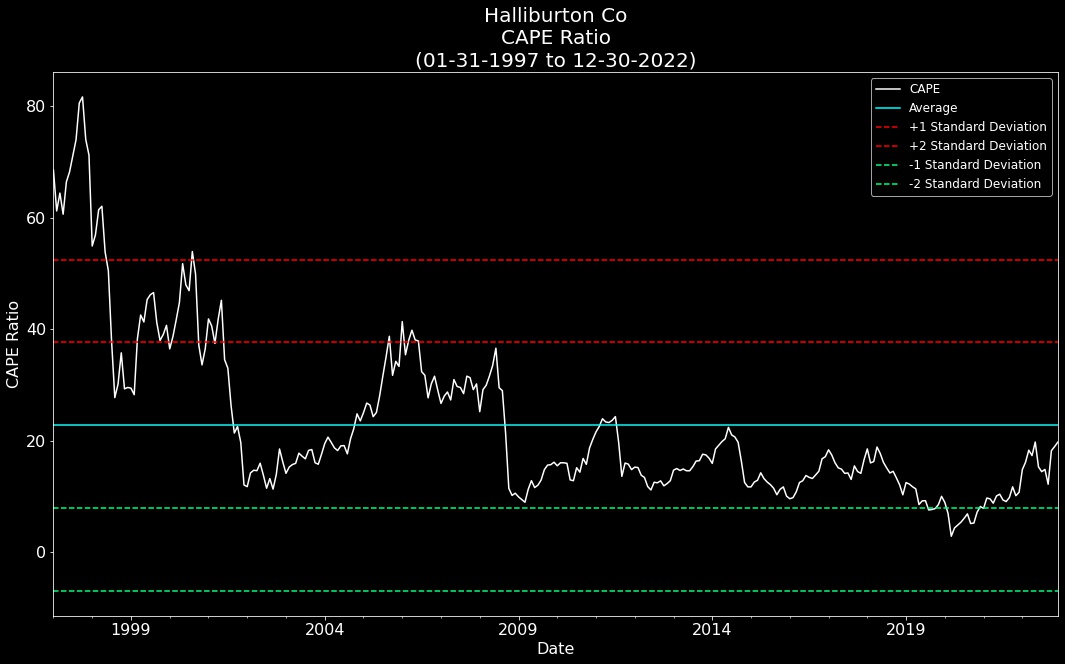 Halliburton Co
CAPE Ratio
(01-31-1997 to 12-30-2022)
CAPE
Average
+1 Standard Deviation
+2 Standard Deviation
-1 Standard Deviation
-2 Standard Deviation
CAPE Ratio
80
60
40
20
0
1999 2004 2009 2014 2019
Date